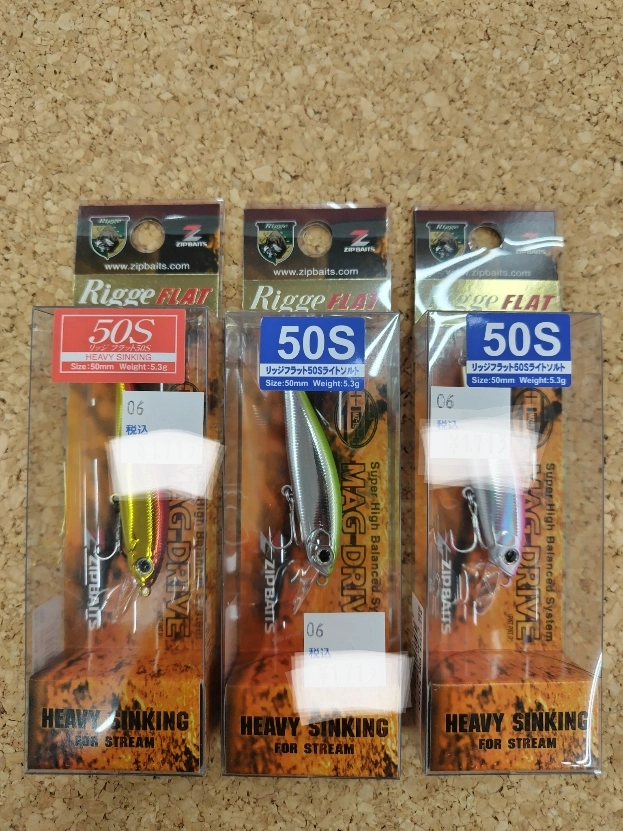 Rigge
ZIPBAITS
www.zipbaits.com
Rigge FLAT
50S
リッジフラット50S
HEAVY SINKING
Size:50mm Weight:5.3g
06
税込
MAG-DRIVE
ZIPBAITS
HEAVY SINKING
FOR STREAM
Rigge
ZIPBAITS
www.zipbaits.com
Rigge FLAT
50S
リッジフラット50Sライトソルト
Size:50mm Weight:5.3g
Super High Balanced System
MAG-DRIVE
ZIPBAITS
06
税込
HEAVY SINKING
FOR STREAM
Rigge
www.zipbaits.com
Rigge FLAT
50S
リッジフラット50Sライトソルト
Size:50mm Weight:5.3g
06
税込
Super High Balanced System
MAG-DRIVE
ZIPBAITS
HEAVY SINKING
FOR STREAM